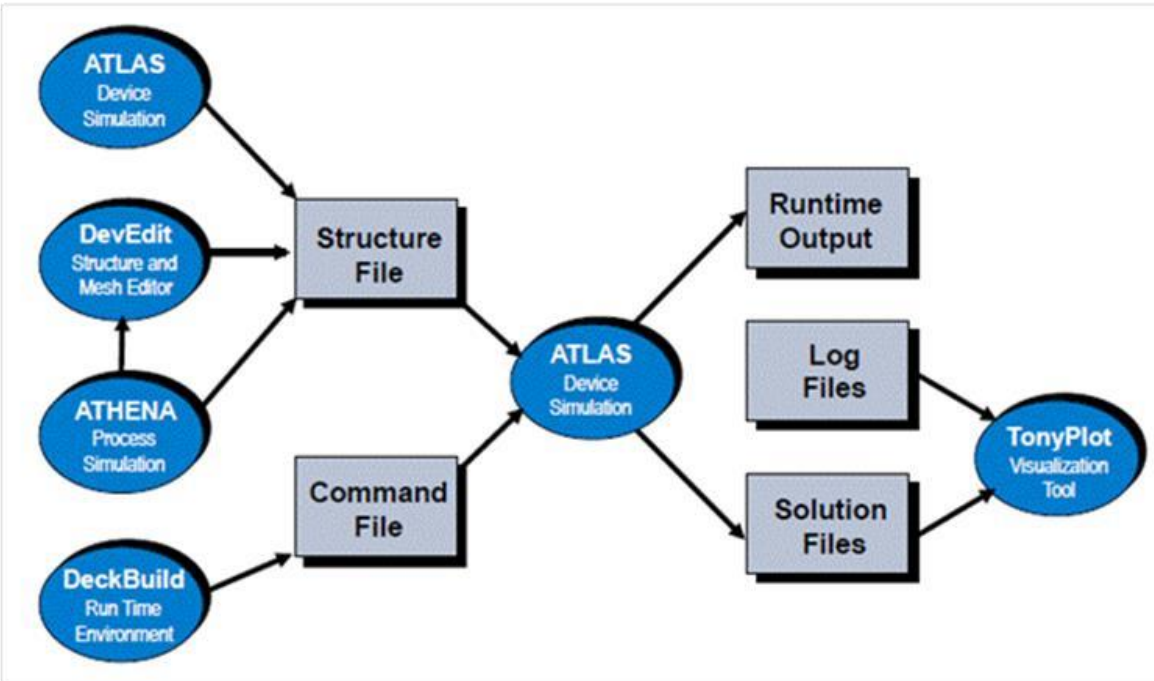 ATLAS
Device
Simulation
DevEdit
Structure and
Mesh Editor
ATHENA
Process
Simulation
DeckBuild
Run Time
Environment
Structure
File
Command
File
ATLAS
Device
Simulation
Runtime
Output
Log
Files
Solution
Files
TonyPlot
Visualization
Tool